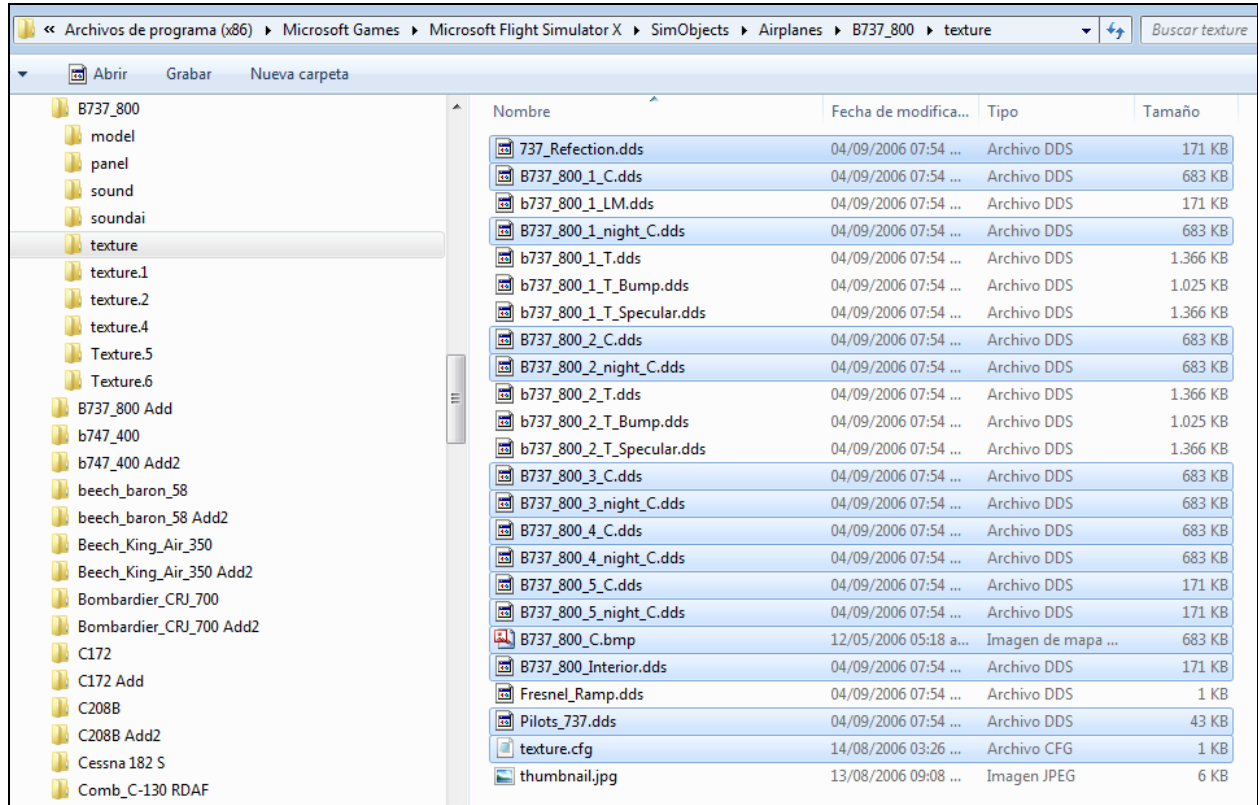 « Archivos de programa (x86) ▸ Microsoft Games ▸ Microsoft Flight Simulator X ▸ SimObjects ▸ Airplanes ▸ B737_800 ▸ texture Buscar texture
Abrir Grabar Nueva carpeta
B737_800
model
panel
sound
soundai
texture
texture.1
texture.2
texture.4
Texture.5
Texture.6
B737_800 Add
b747_400
b747_400 Add2
beech_baron_58
beech_baron_58 Add2
Beech_King_Air_350
Beech_King_Air_350 Add2
Bombardier_CRJ_700
Bombardier_CRJ_700 Add2
C172
C172 Add
C208B
C208B Add2
Cessna 182 S
Comb_C-130 RDAF
Nombre Fecha de modifica... Tipo Tamaño
737_Refection.dds 04/09/2006 07:54 ... Archivo DDS 171 KB
B737_800_1_C.dds 04/09/2006 07:54 ... Archivo DDS 683 KB
b737_800_1_LM.dds 04/09/2006 07:54 ... Archivo DDS 171 KB
B737_800_1_night_C.dds 04/09/2006 07:54 ... Archivo DDS 683 KB
b737_800_1_T.dds 04/09/2006 07:54 ... Archivo DDS 1.366 KB
b737_800_1_T_Bump.dds 04/09/2006 07:54 ... Archivo DDS 1.025 KB
b737_800_1_T_Specular.dds 04/09/2006 07:54 ... Archivo DDS 1.366 KB
B737_800_2_C.dds 04/09/2006 07:54 ... Archivo DDS 683 KB
B737_800_2_night_C.dds 04/09/2006 07:54 ... Archivo DDS 683 KB
b737_800_2_T.dds 04/09/2006 07:54 ... Archivo DDS 1.366 KB
b737_800_2_T_Bump.dds 04/09/2006 07:54 ... Archivo DDS 1.025 KB
b737_800_2_T_Specular.dds 04/09/2006 07:54 ... Archivo DDS 1.366 KB
B737_800_3_C.dds 04/09/2006 07:54 ... Archivo DDS 683 KB
B737_800_3_night_C.dds 04/09/2006 07:54 ... Archivo DDS 683 KB
B737_800_4_C.dds 04/09/2006 07:54 ... Archivo DDS 683 KB
B737_800_4_night_C.dds 04/09/2006 07:54 ... Archivo DDS 683 KB
B737_800_5_C.dds 04/09/2006 07:54 ... Archivo DDS 171 KB
B737_800_5_night_C.dds 04/09/2006 07:54 ... Archivo DDS 171 KB
B737_800_C.bmp 12/05/2006 05:18 a... Imagen de mapa ... 683 KB
B737_800_Interior.dds 04/09/2006 07:54 ... Archivo DDS 171 KB
Fresnel_Ramp.dds 04/09/2006 07:54 ... Archivo DDS 1 KB
Pilots_737.dds 04/09/2006 07:54 ... Archivo DDS 43 KB
texture.cfg 14/08/2006 03:26 ... Archivo CFG 1 KB
thumbnail.jpg 13/08/2006 09:08 ... Imagen JPEG 6 KB